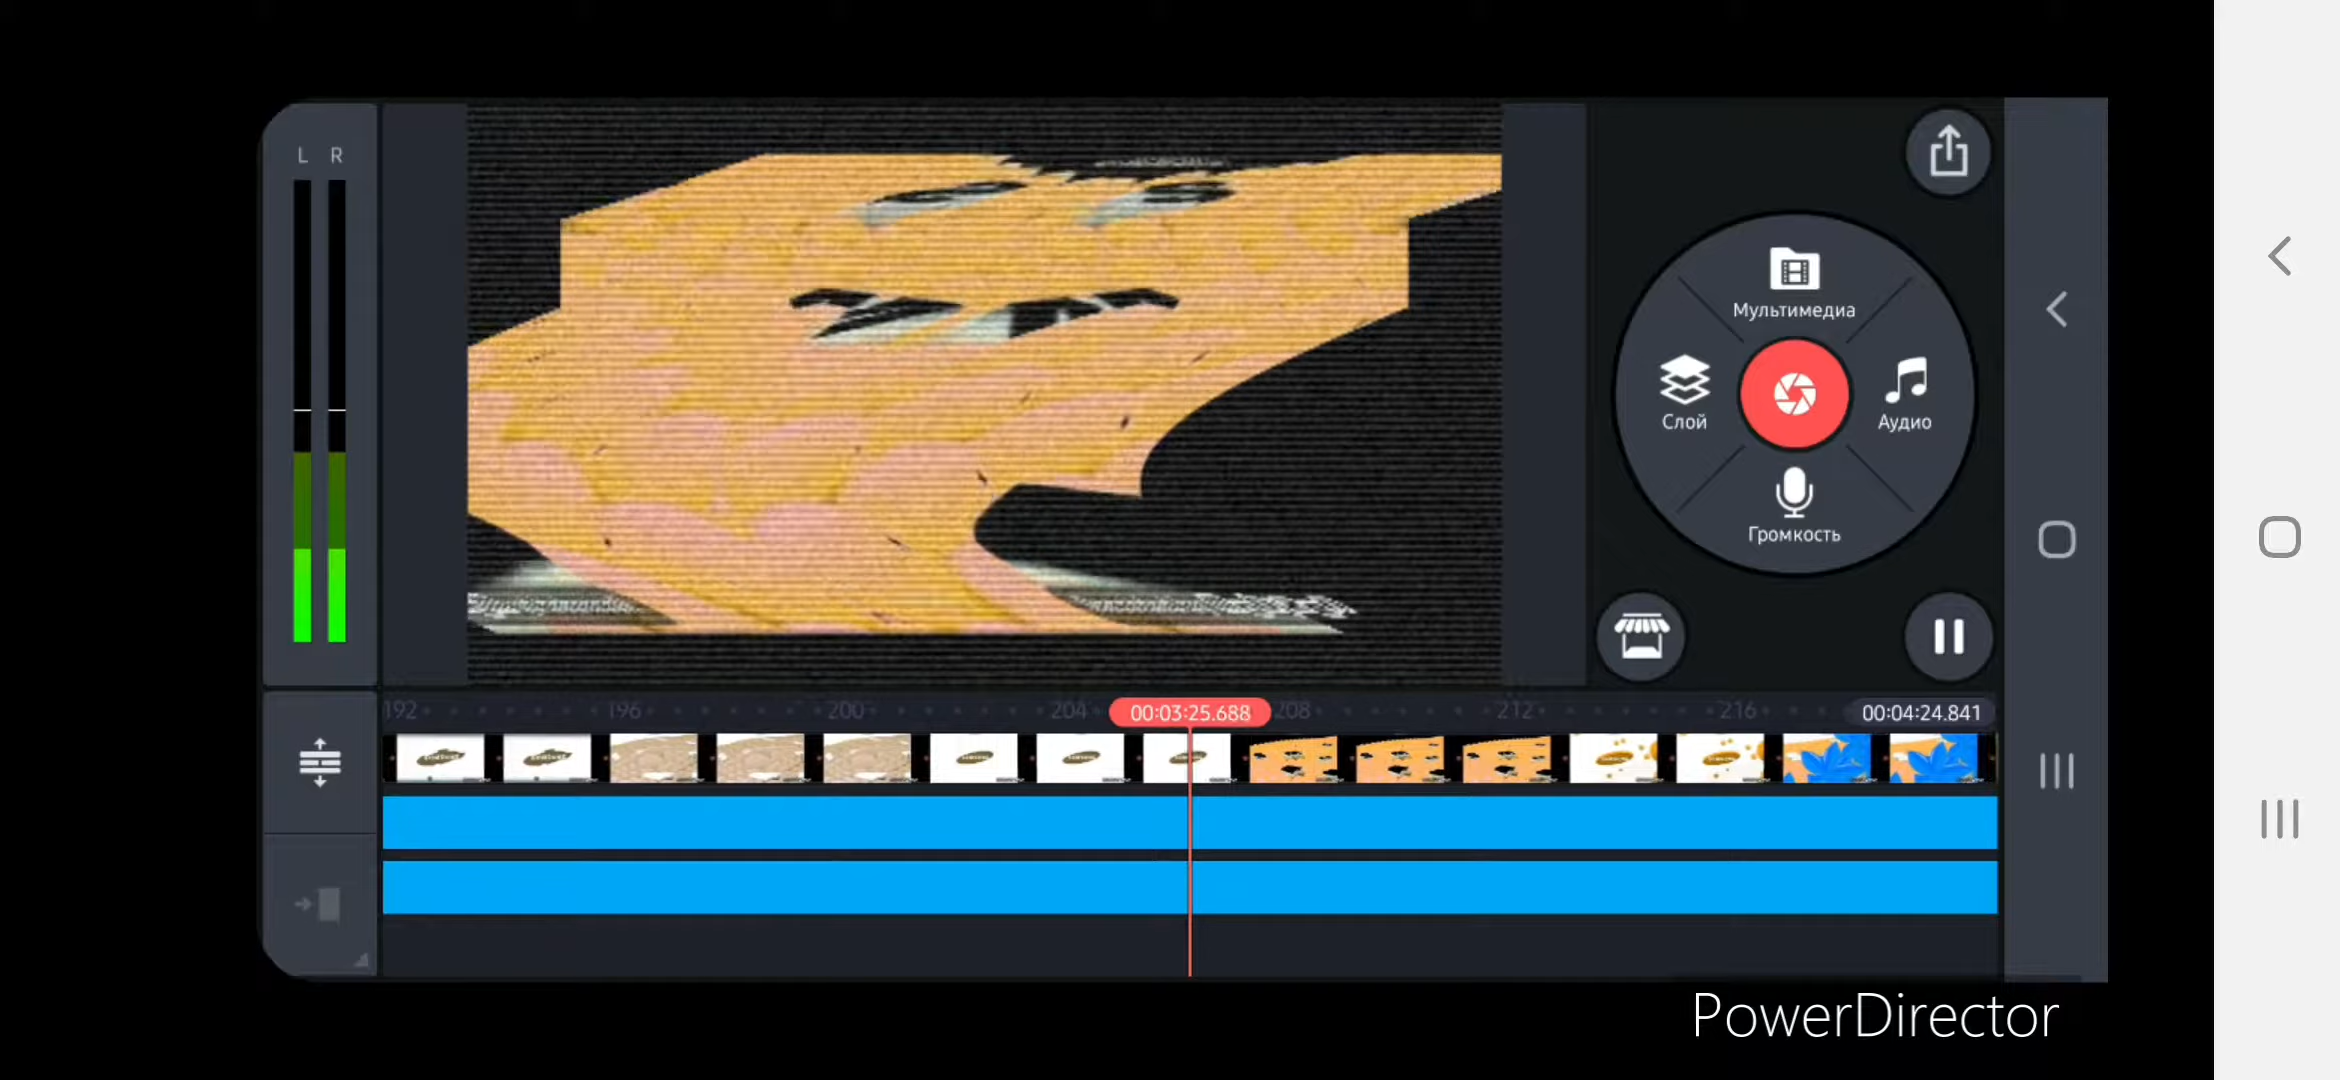 L R
Мультимедиа
Слой
Аудио
Громкость
192 196 200 204 00:03:25.688 208 212 216 00:04:24.841
PowerDirector